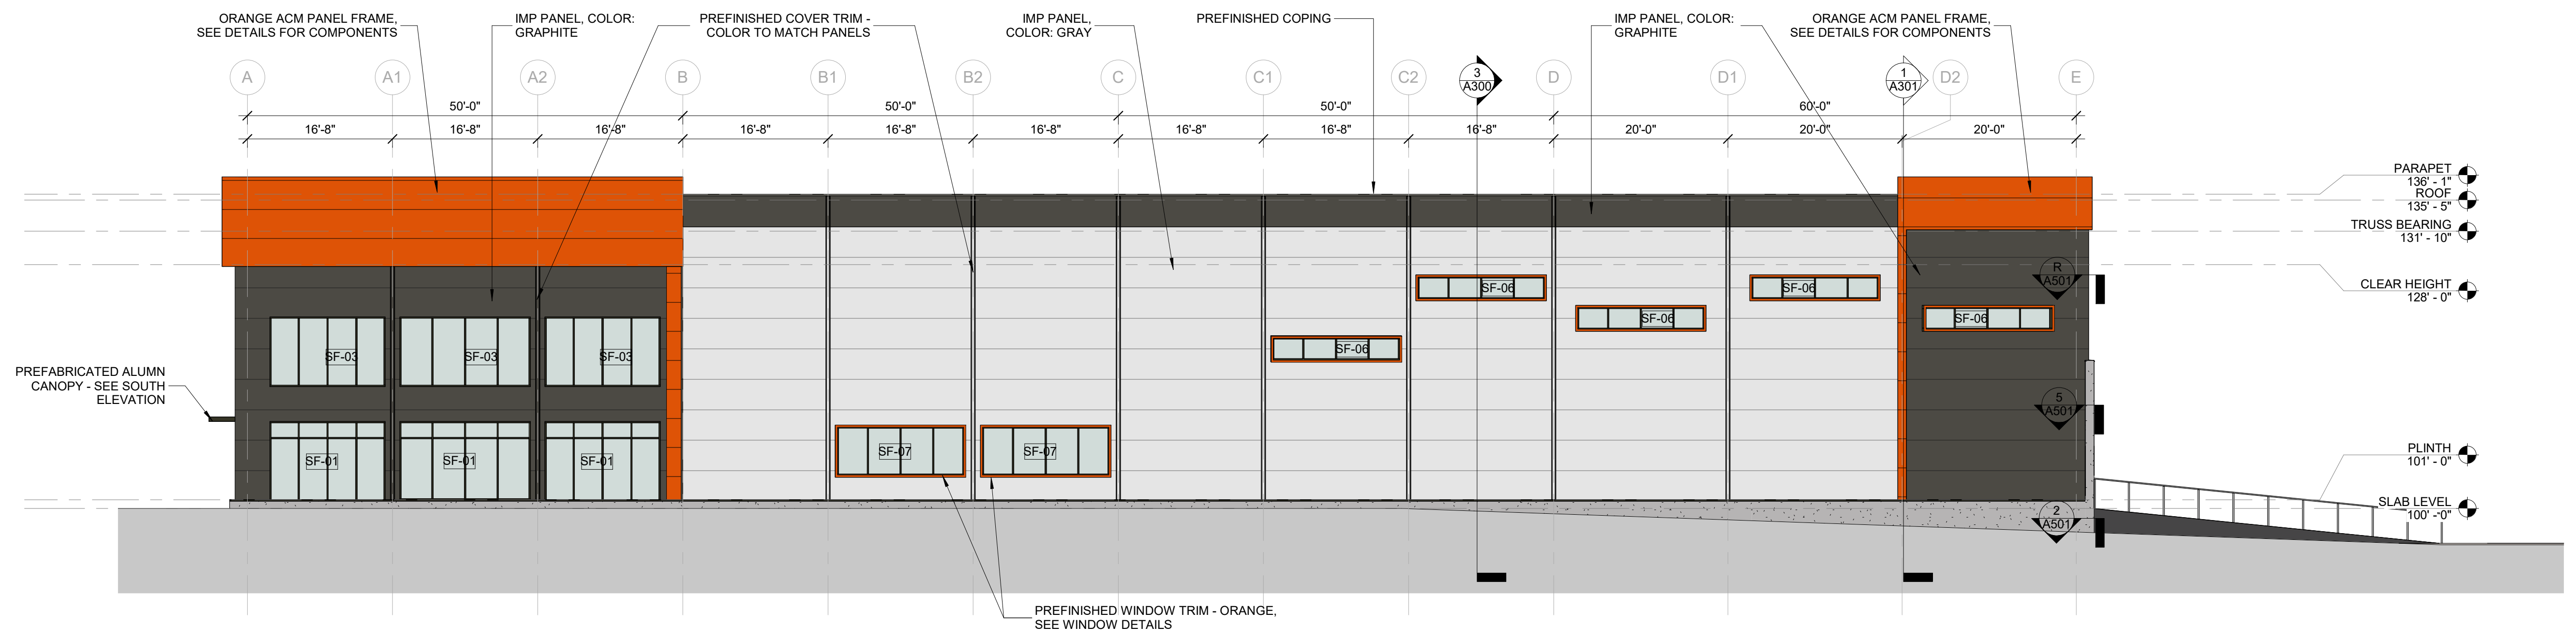 ORANGE ACM PANEL FRAME,
SEE DETAILS FOR COMPONENTS
IMP PANEL, COLOR:
GRAPHITE
PREFINISHED COVER TRIM -
COLOR TO MATCH PANELS
IMP PANEL,
COLOR: GRAY
PREFINISHED COPING
IMP PANEL, COLOR:
GRAPHITE
ORANGE ACM PANEL FRAME,
SEE DETAILS FOR COMPONENTS
A
A1
A2
B
B1
B2
C
C1
C2
3
A300
D
D1
1
A301
D2
E
50'-0"
50'-0"
50'-0"
60'-0"
16'-8"
16'-8"
16'-8"
16'-8"
16'-8"
16'-8"
16'-8"
16'-8"
16'-8"
20'-0"
20'-0"
20'-0"
PARAPET
136' - 1"
ROOF
135' - 5"
TRUSS BEARING
131' - 10"
CLEAR HEIGHT
128' - 0"
R
A501
SF-06
SF-06
SF-06
SF-06
SF-06
SF-03
SF-03
SF-03
PREFABRICATED ALUMN
CANOPY - SEE SOUTH
ELEVATION
5
A501
SF-01
SF-01
SF-01
SF-07
SF-07
PLINTH
101' - 0"
SLAB LEVEL
100' - 0"
2
A501
PREFINISHED WINDOW TRIM - ORANGE,
SEE WINDOW DETAILS